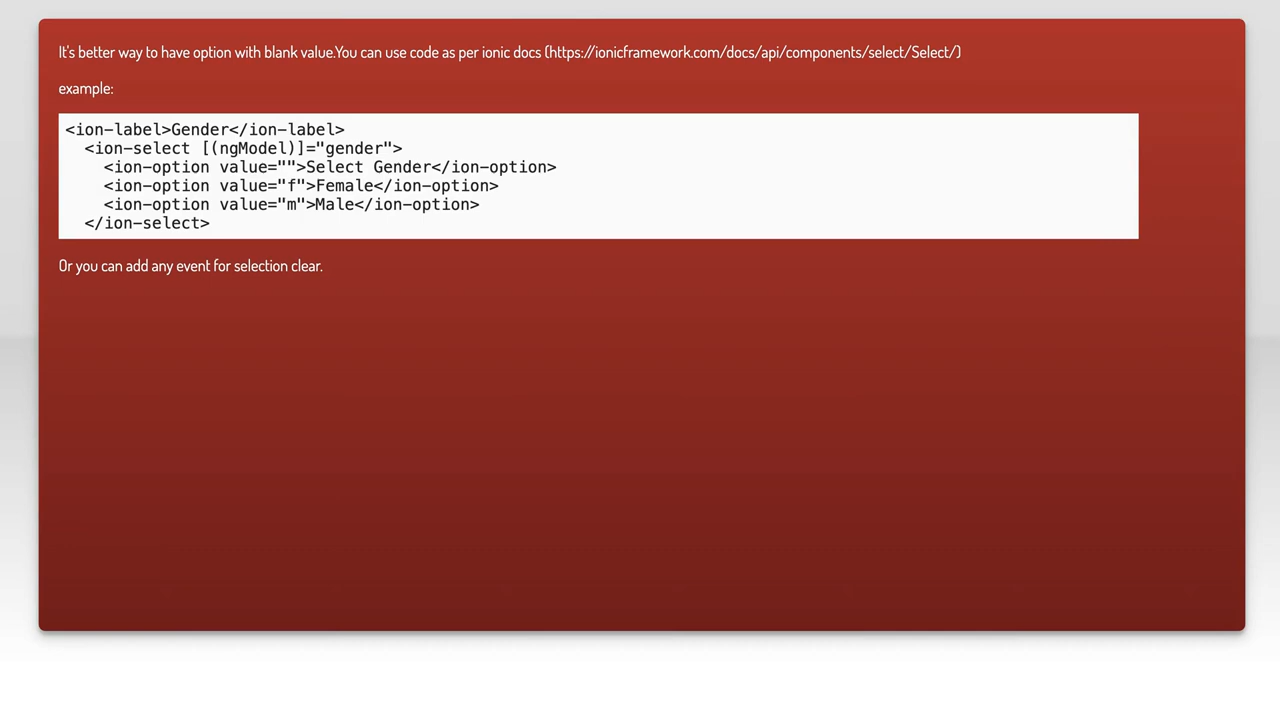 It's better way to have option with blank value.You can use code as per ionic docs (https://ionicframework.com/docs/api/components/select/Select/)
example:
<ion-label>Gender</ion-label>
  <ion-select [(ngModel)]="gender">
    <ion-option value="">Select Gender</ion-option>
    <ion-option value="f">Female</ion-option>
    <ion-option value="m">Male</ion-option>
  </ion-select>
Or you can add any event for selection clear.